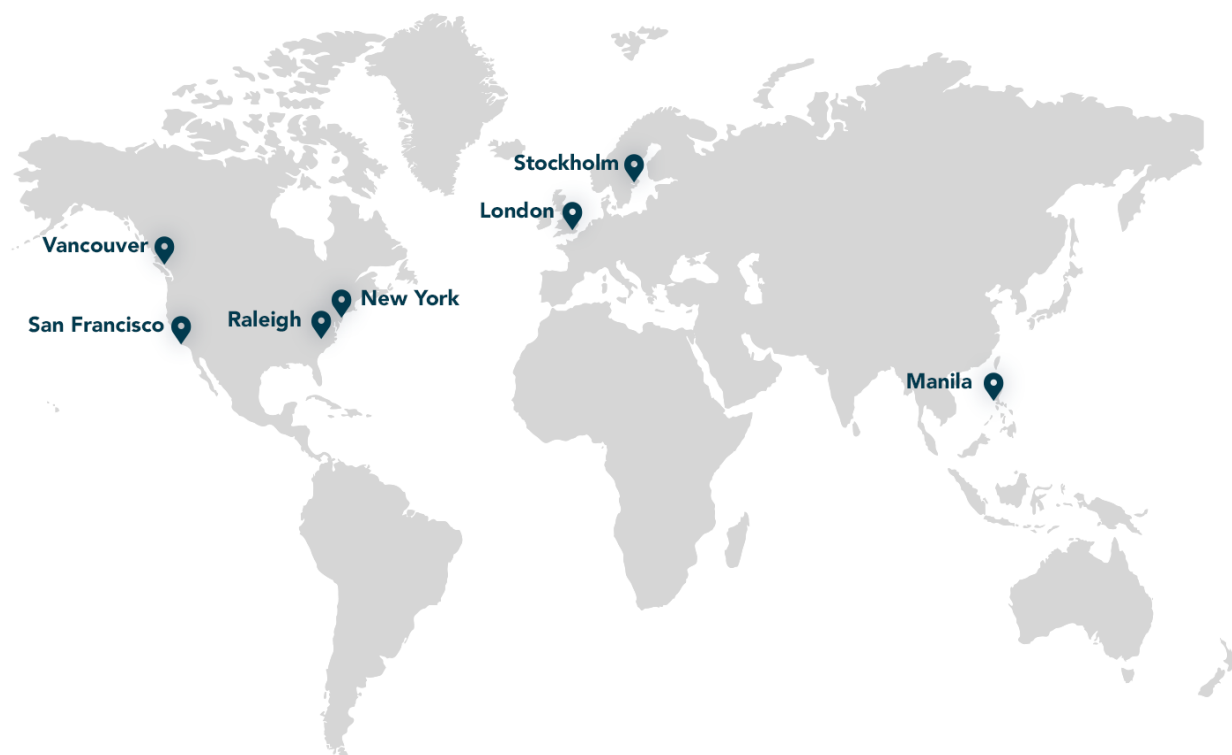 Stockholm
London
Vancouver
New York
Raleigh
San Francisco
Manila